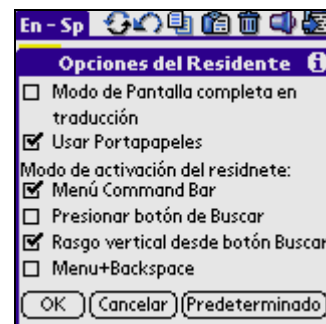 En - Sp
Opciones del Residente
Modo de Pantalla completa en
traducción
Usar Portapapeles
Modo de activación del residnete:
Menú Command Bar
Presionar botón de Buscar
Rasgo vertical desde botón Buscar
Menu+Backspace
OK Cancelar Predeterminado